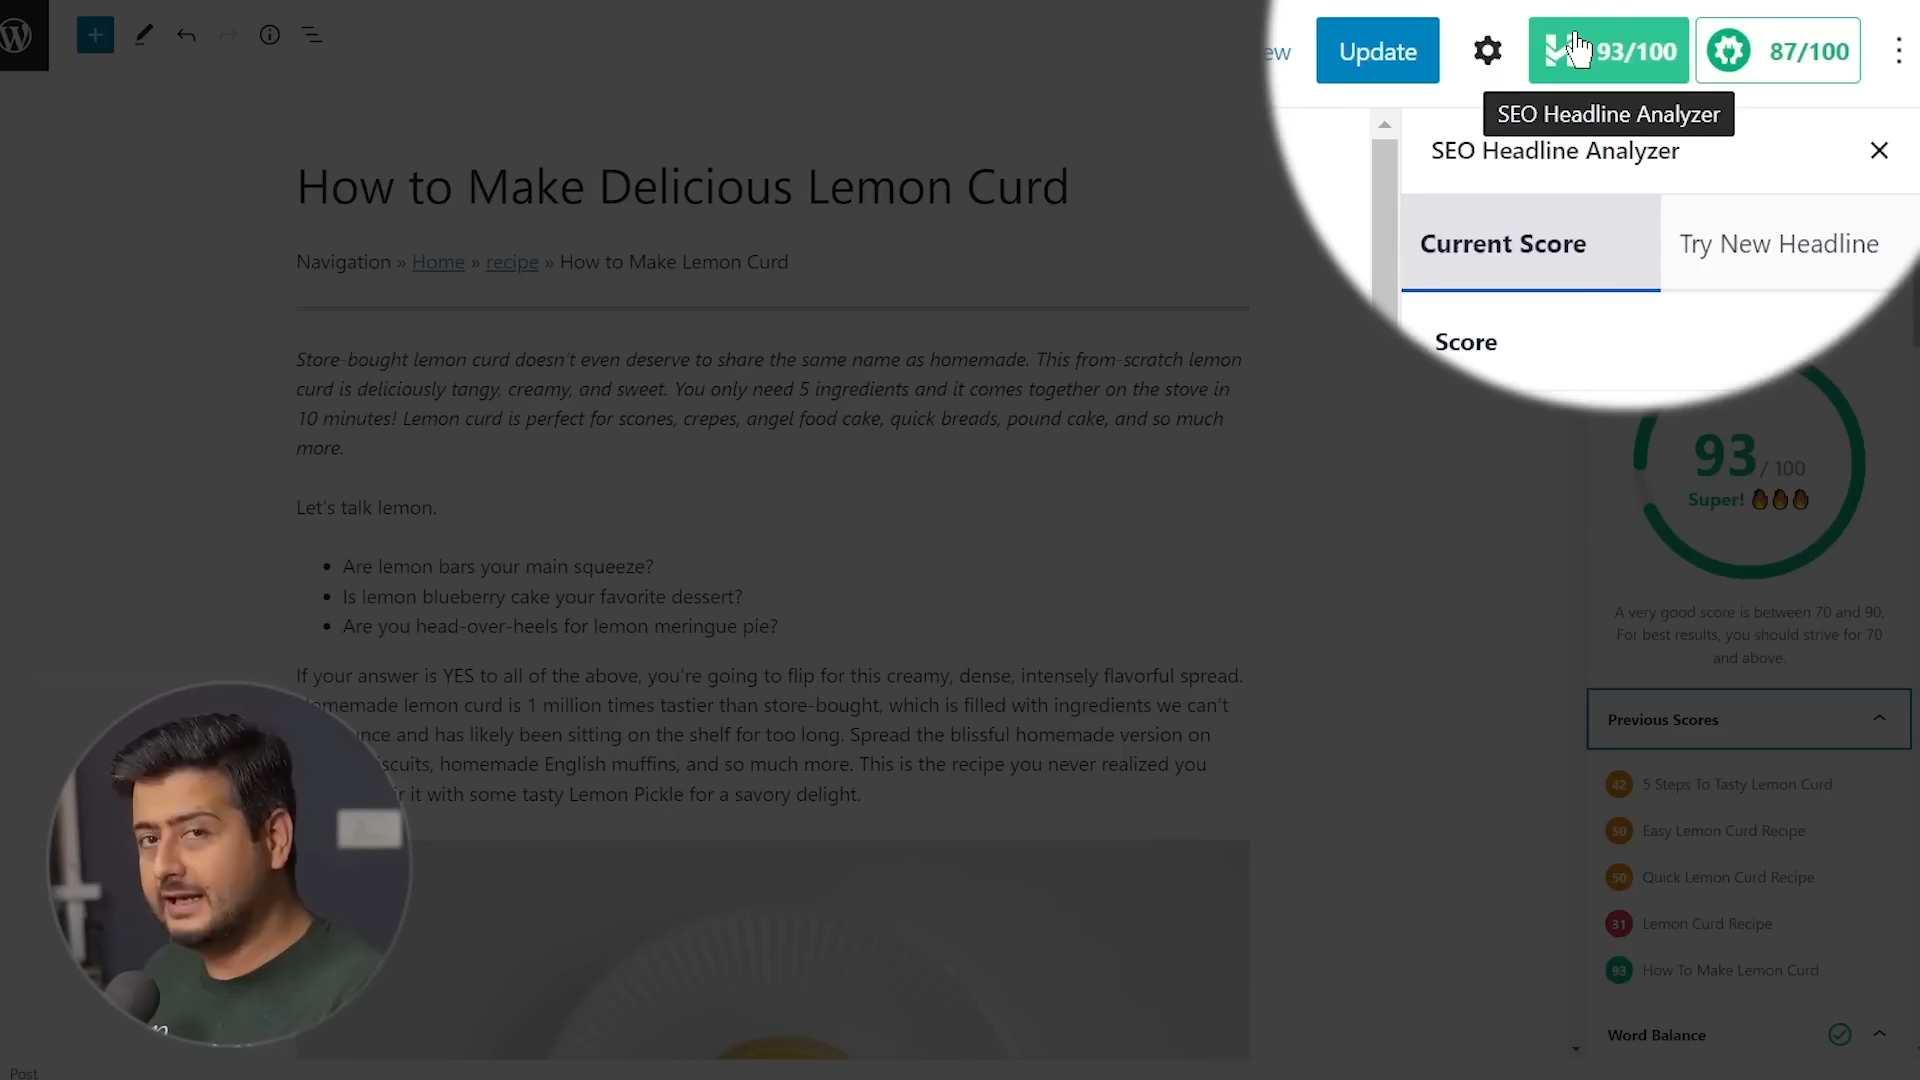 ew
Update
93/100
87/100
SEO Headline Analyzer
SEO Headline Analyzer
Current Score
Try New Headline
Score
How to Make Delicious Lemon Curd
Navigation » Home » recipe » How to Make Lemon Curd
Store-bought lemon curd doesn't even deserve to share the same name as homemade. This from-scratch lemon
curd is deliciously tangy, creamy, and sweet. You only need 5 ingredients and it comes together on the stove in
10 minutes! Lemon curd is perfect for scones, crepes, angel food cake, quick breads, pound cake, and so much
more.
Let's talk lemon.
• Are lemon bars your main squeeze?
• Is lemon blueberry cake your favorite dessert?
• Are you head-over-heels for lemon meringue pie?
If your answer is YES to all of the above, you're going to flip for this creamy, dense, intensely flavorful spread.
omemade lemon curd is 1 million times tastier than store-bought, which is filled with ingredients we can't
nce and has likely been sitting on the shelf for too long. Spread the blissful homemade version on
scuits, homemade English muffins, and so much more. This is the recipe you never realized you
r it with some tasty Lemon Pickle for a savory delight.
93 / 100
Super! 🔥🔥🔥
A very good score is between 70 and 90.
For best results, you should strive for 70
and above.
Previous Scores
42 5 Steps To Tasty Lemon Curd
50 Easy Lemon Curd Recipe
50 Quick Lemon Curd Recipe
31 Lemon Curd Recipe
93 How To Make Lemon Curd
Word Balance
Post